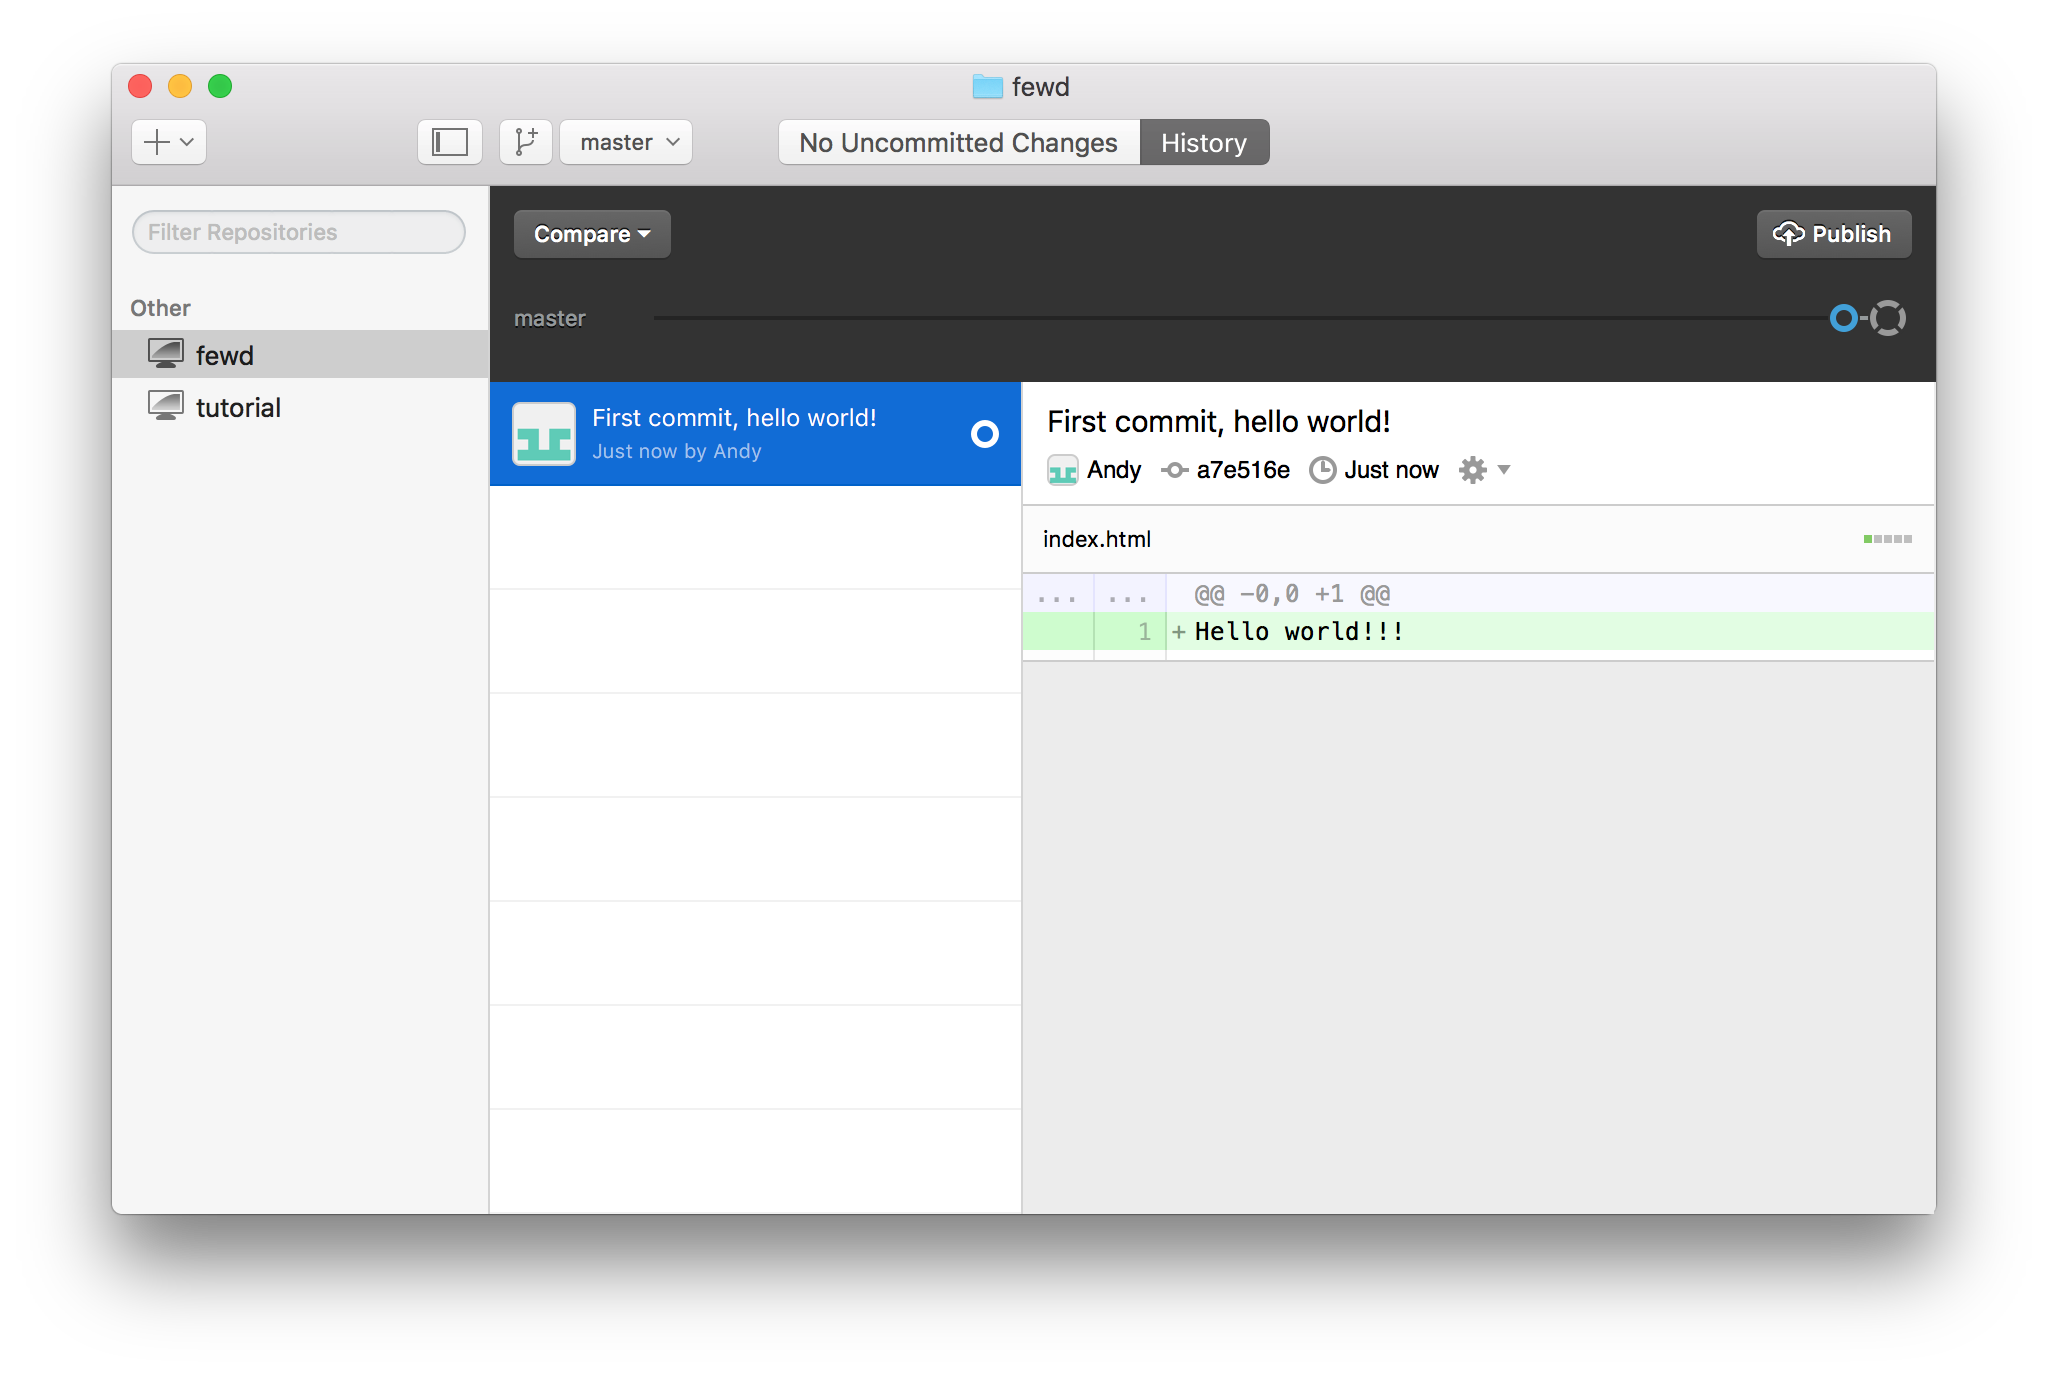 fewd
master
No Uncommitted Changes
History
Filter Repositories
Other
fewd
tutorial
Compare
Publish
master
First commit, hello world!
Just now by Andy
First commit, hello world!
Andy a7e516e Just now
index.html
... ... @@ -0,0 +1 @@
1 +Hello world!!!